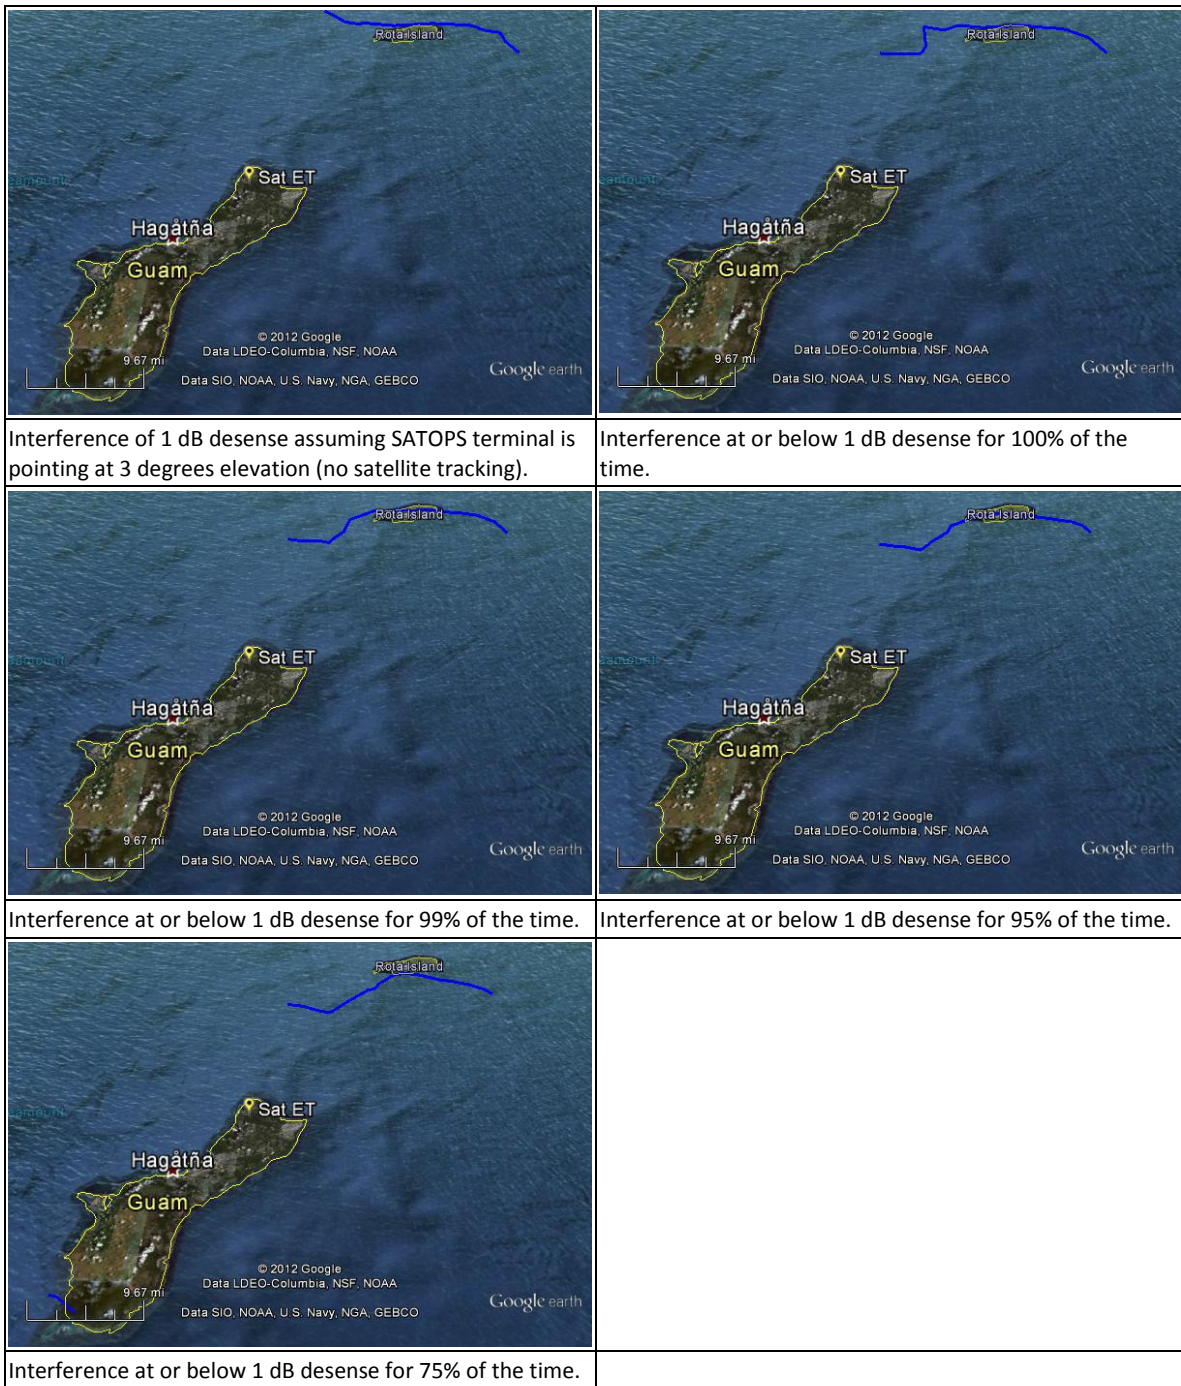 Rota Island
Sat ET
Hagåtña
Guam
© 2012 Google
Data LDEO-Columbia, NSF, NOAA
9.67 mi
Data SIO, NOAA, U.S. Navy, NGA, GEBCO
Google earth
Interference of 1 dB desense assuming SATOPS terminal is
pointing at 3 degrees elevation (no satellite tracking).
Rota Island
Sat ET
Hagåtña
Guam
© 2012 Google
Data LDEO-Columbia, NSF, NOAA
9.67 mi
Data SIO, NOAA, U.S. Navy, NGA, GEBCO
Google earth
Interference at or below 1 dB desense for 100% of the
time.
Rota Island
Sat ET
Hagåtña
Guam
© 2012 Google
Data LDEO-Columbia, NSF, NOAA
9.67 mi
Data SIO, NOAA, U.S. Navy, NGA, GEBCO
Google earth
Interference at or below 1 dB desense for 99% of the time.
Rota Island
Sat ET
Hagåtña
Guam
© 2012 Google
Data LDEO-Columbia, NSF, NOAA
9.67 mi
Data SIO, NOAA, U.S. Navy, NGA, GEBCO
Google earth
Interference at or below 1 dB desense for 95% of the time.
Rota Island
Sat ET
Hagåtña
Guam
© 2012 Google
Data LDEO-Columbia, NSF, NOAA
9.67 mi
Data SIO, NOAA, U.S. Navy, NGA, GEBCO
Google earth
Interference at or below 1 dB desense for 75% of the time.